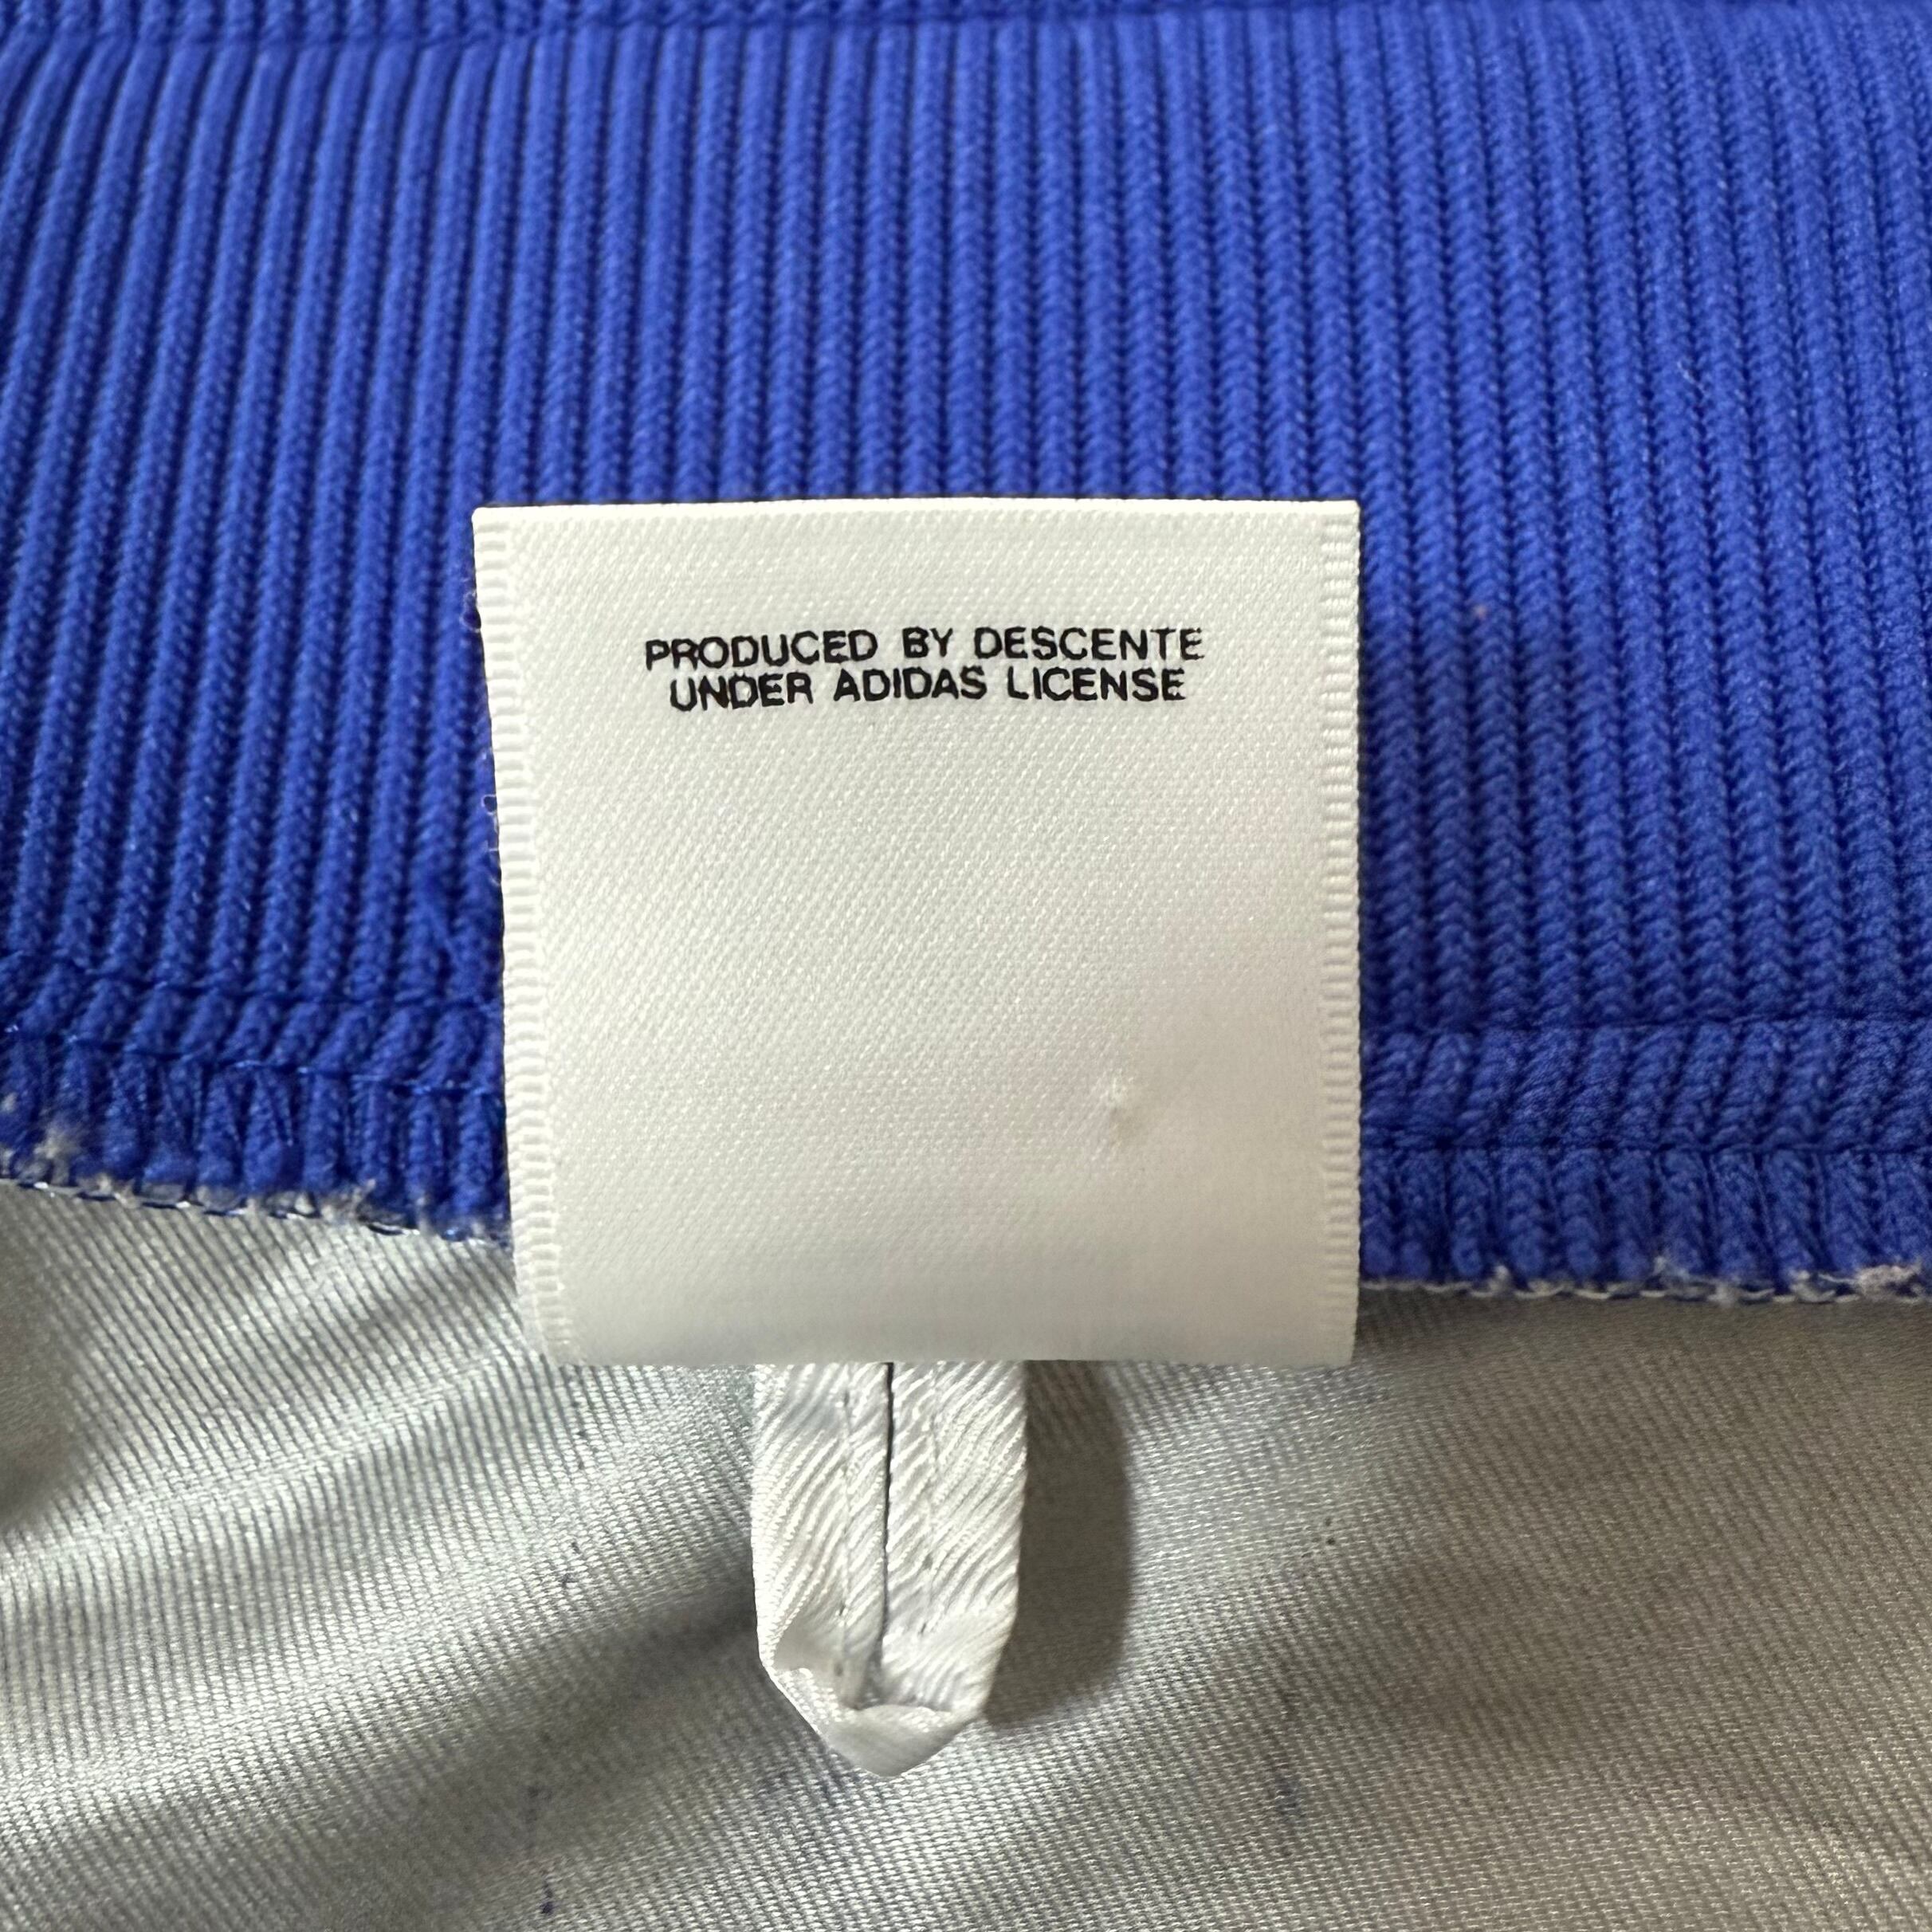 PRODUCED BY DESCENTE
UNDER ADIDAS LICENSE